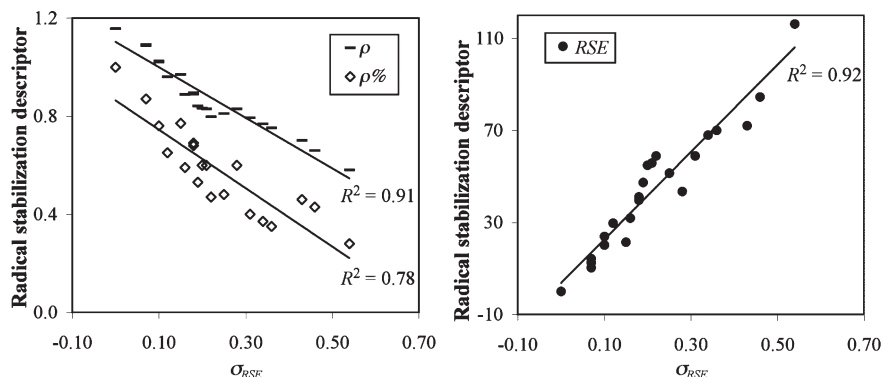 Radical stabilization descriptor
1.2
0.8
0.4
0.0
ρ
ρ%
R² = 0.91
R² = 0.78
-0.10
0.10
0.30
0.50
0.70
σRSE
Radical stabilization descriptor
110
70
30
-10
RSE
R² = 0.92
-0.10
0.10
0.30
0.50
0.70
σRSE